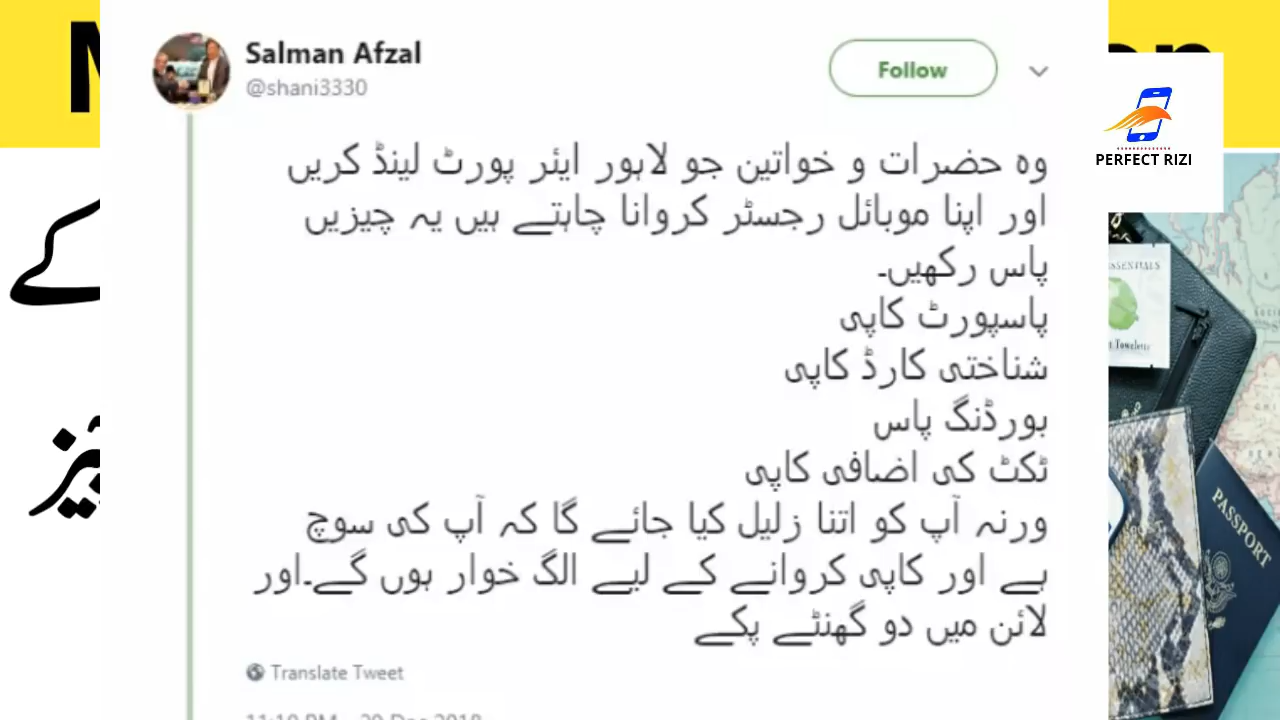 Salman Afzal
@shani3330
Follow
وہ حضرات و خواتین جو لاہور ایئر پورٹ لینڈ کریں
اور اپنا موبائل رجسٹر کروانا چاہتے ہیں یہ چیزیں
پاس رکھیں۔
پاسپورٹ کاپی
شناختی کارڈ کاپی
بورڈنگ پاس
ٹکٹ کی اضافی کاپی
ورنہ آپ کو اتنا زلیل کیا جائے گا کہ آپ کی سوچ
ہے اور کاپی کروانے کے لیے الگ خوار ہوں گے۔اور
لائن میں دو گھنٹے پکے
Translate Tweet
PERFECT RIZI
PASSPORT